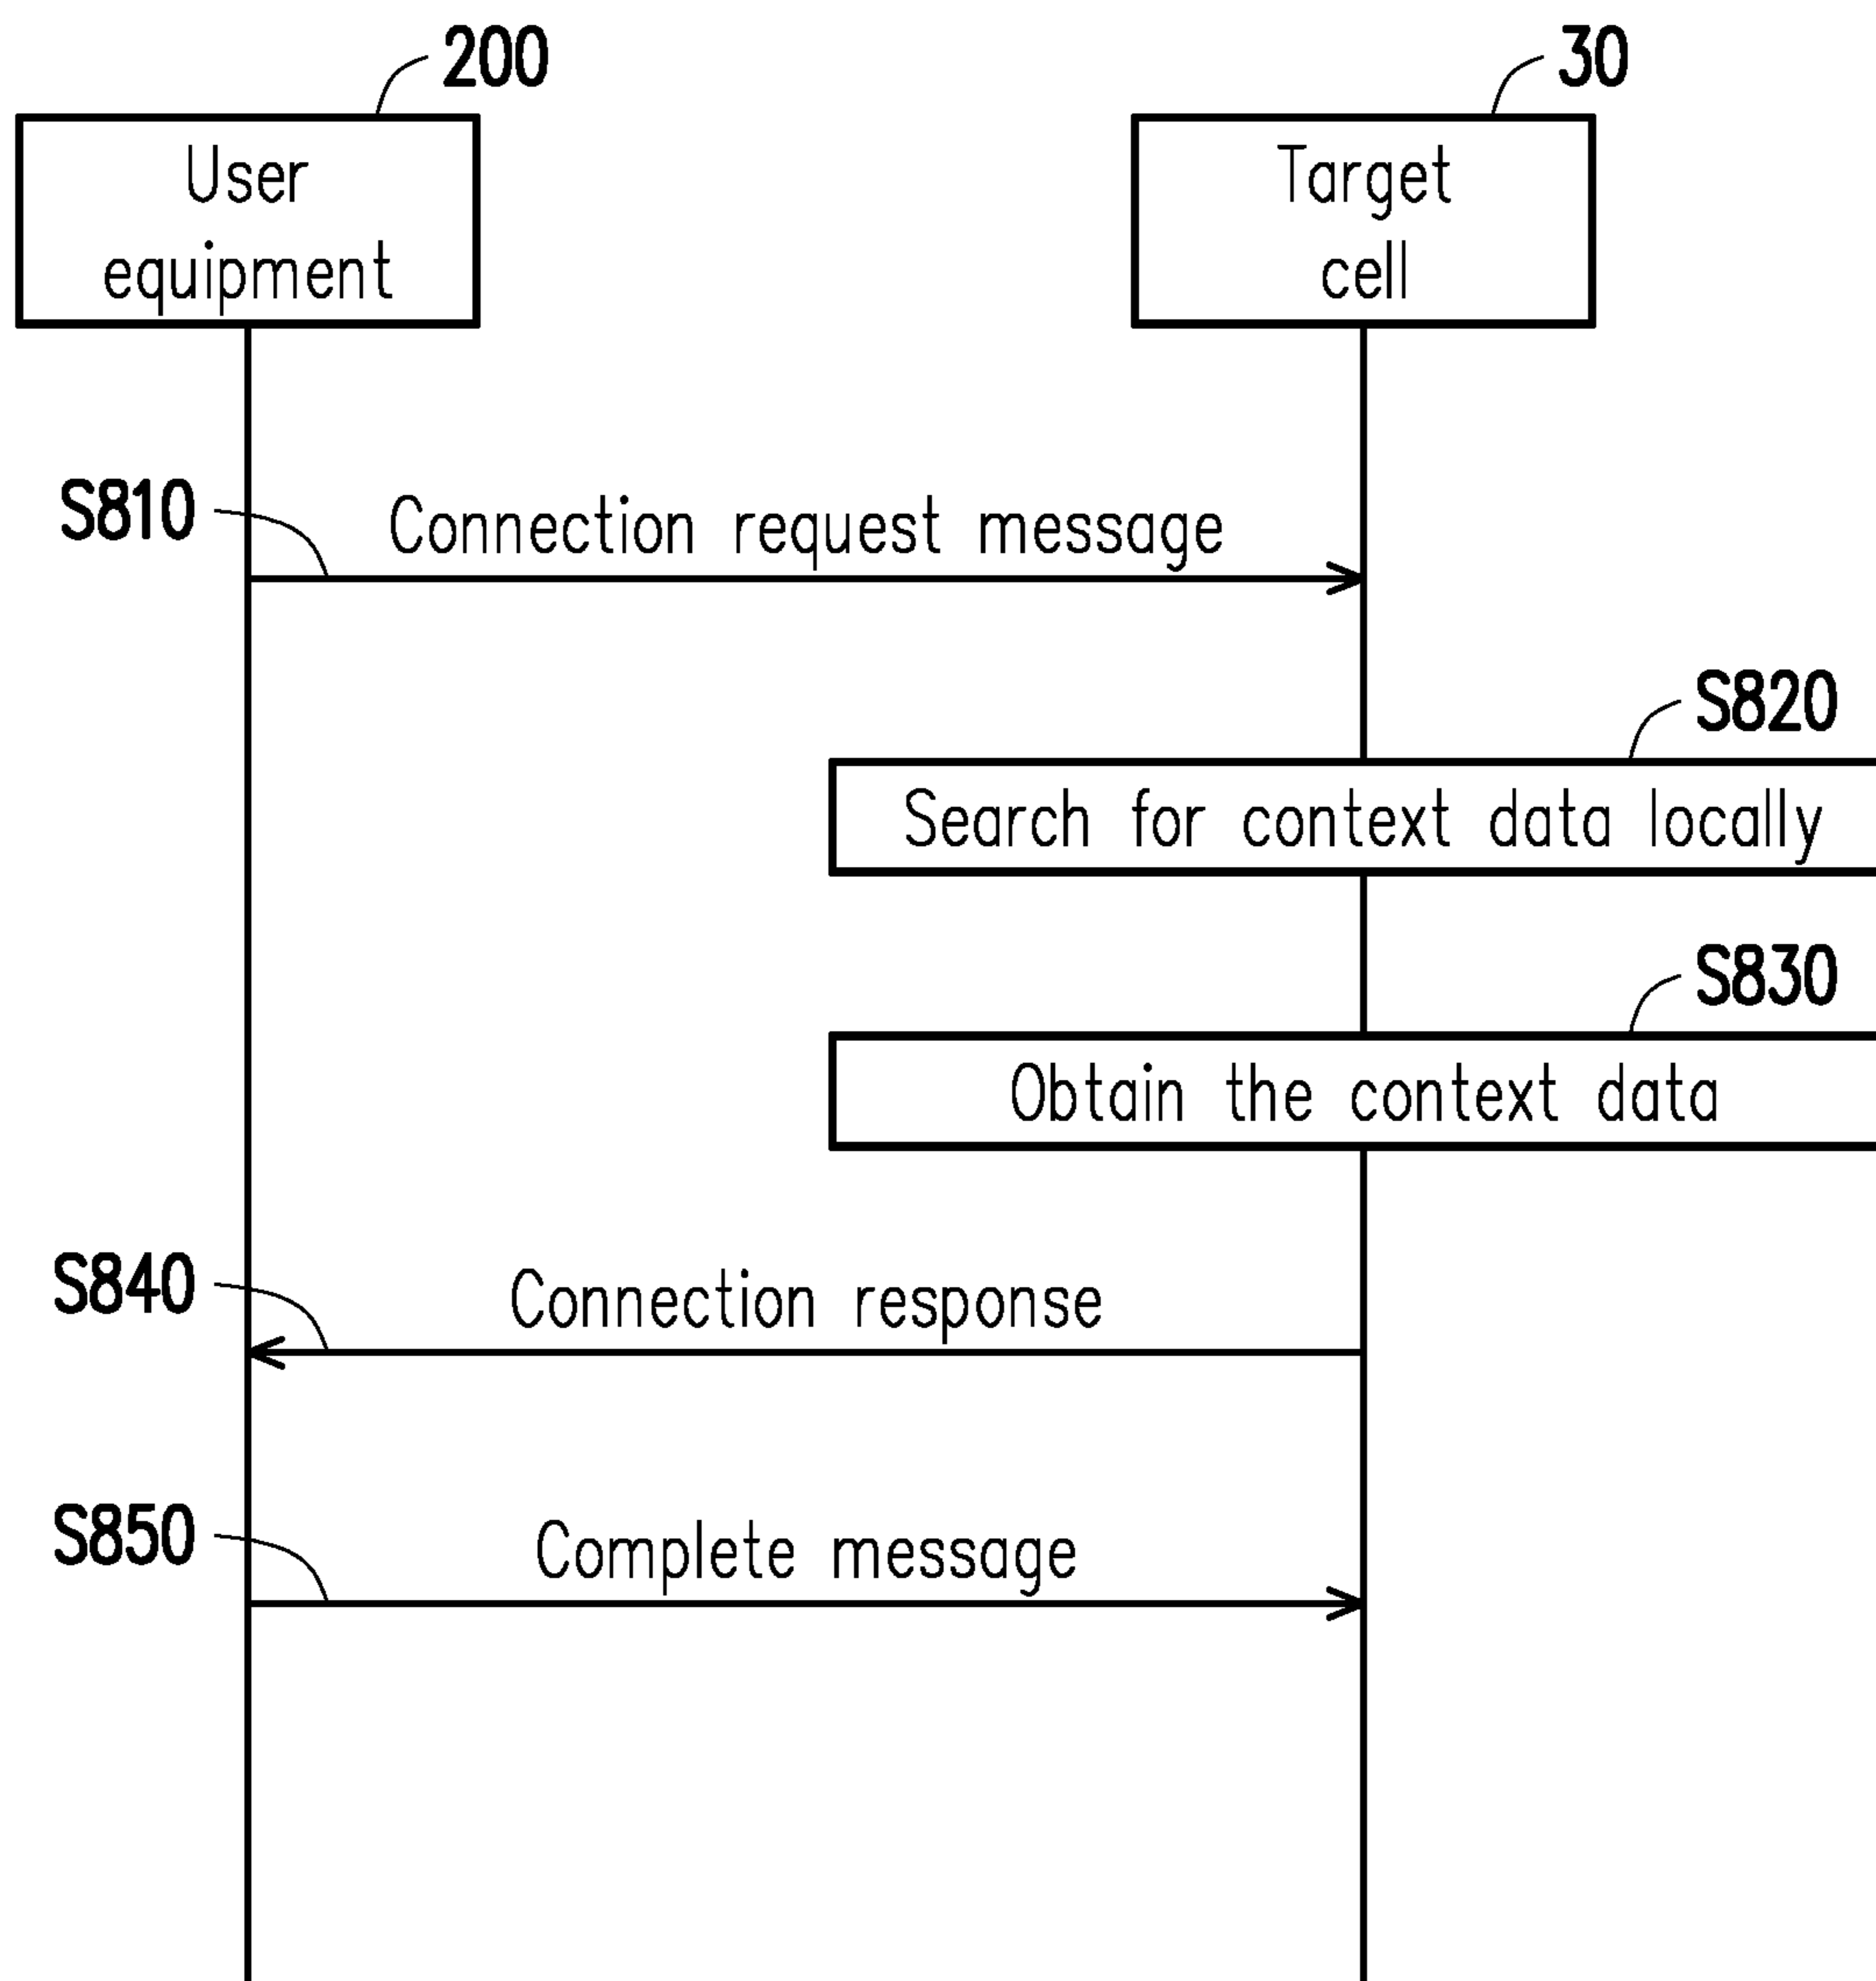 200
30
User
equipment
Target
cell
S810
Connection request message
S820
Search for context data locally
S830
Obtain the context data
S840
Connection response
S850
Complete message